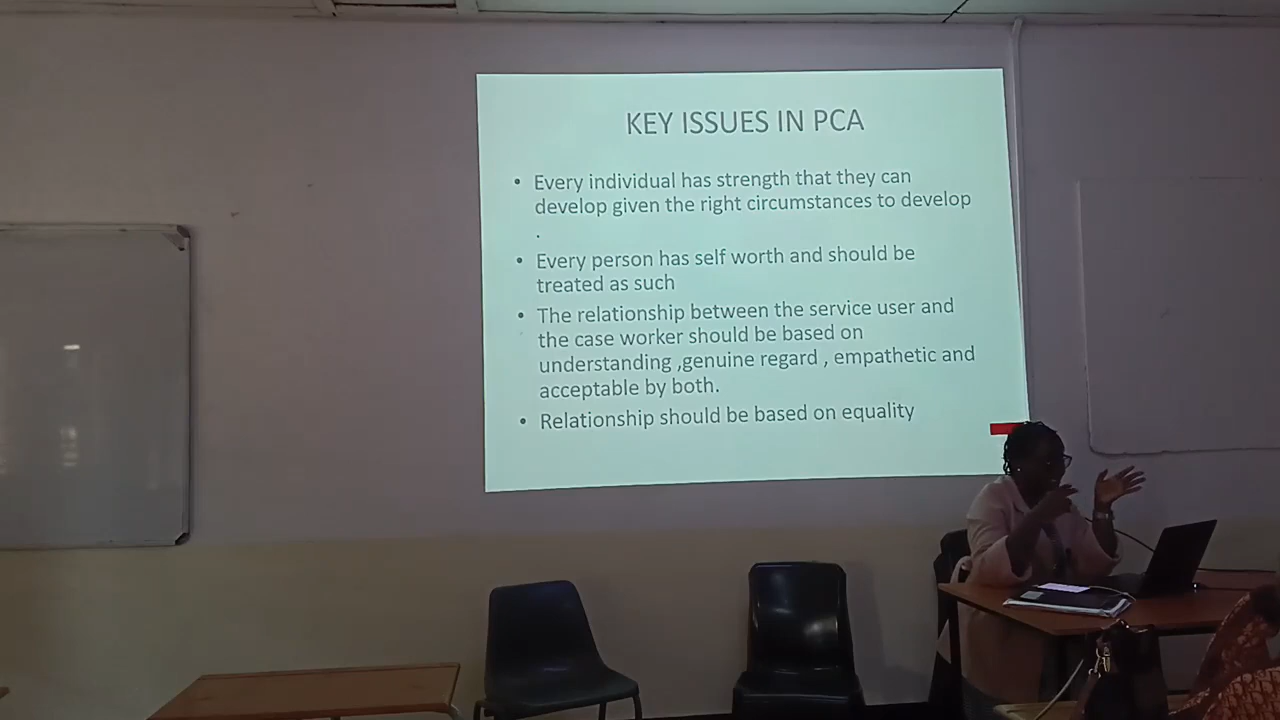 KEY ISSUES IN PCA
• Every individual has strength that they can
develop given the right circumstances to develop
.
• Every person has self worth and should be
treated as such
• The relationship between the service user and
the case worker should be based on
understanding ,genuine regard , empathetic and
acceptable by both.
• Relationship should be based on equality